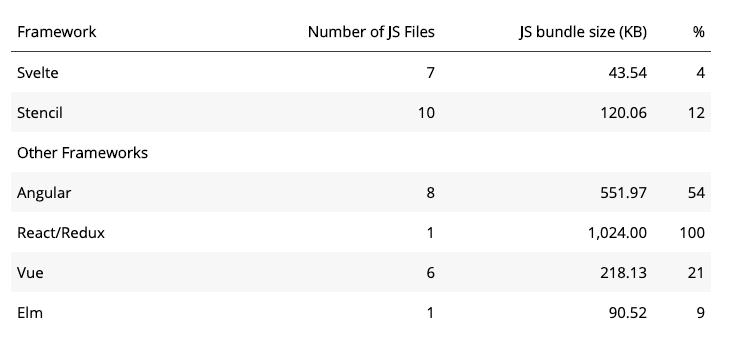 Framework Number of JS Files JS bundle size (KB) %
Svelte 7 43.54 4
Stencil 10 120.06 12
Other Frameworks
Angular 8 551.97 54
React/Redux 1 1,024.00 100
Vue 6 218.13 21
Elm 1 90.52 9